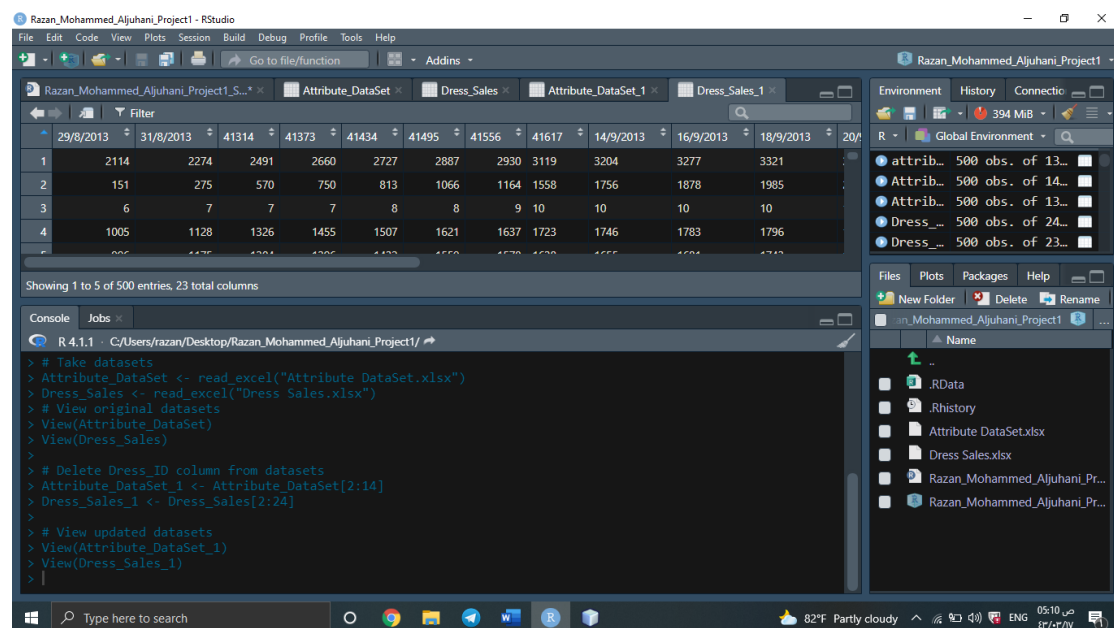 Razan_Mohammed_Aljuhani_Project1 - RStudio
File Edit Code View Plots Session Build Debug Profile Tools Help
Go to file/function
Addins
Razan_Mohammed_Aljuhani_Project1
Razan_Mohammed_Aljuhani_Project1_S...*
Attribute_DataSet
Dress_Sales
Attribute_DataSet_1
Dress_Sales_1
Filter
29/8/2013 31/8/2013 41314 41373 41434 41495 41556 41617 14/9/2013 16/9/2013 18/9/2013 20/
1 2114 2274 2491 2660 2727 2887 2930 3119 3204 3277 3321
2 151 275 570 750 813 1066 1164 1558 1756 1878 1985
3 6 7 7 7 8 8 9 10 10 10 10
4 1005 1128 1326 1455 1507 1621 1637 1723 1746 1783 1796
Showing 1 to 5 of 500 entries, 23 total columns
Console Jobs
R 4.1.1 · C:/Users/razan/Desktop/Razan_Mohammed_Aljuhani_Project1/
> # Take datasets
> Attribute_DataSet <- read_excel("Attribute DataSet.xlsx")
> Dress_Sales <- read_excel("Dress Sales.xlsx")
> # View original datasets
> View(Attribute_DataSet)
> View(Dress_Sales)
>
> # Delete Dress_ID column from datasets
> Attribute_DataSet_1 <- Attribute_DataSet[2:14]
> Dress_Sales_1 <- Dress_Sales[2:24]
>
> # View updated datasets
> View(Attribute_DataSet_1)
> View(Dress_Sales_1)
>
Environment History Connectio
394 MiB
R Global Environment
attrib… 500 obs. of 13…
Attrib… 500 obs. of 14…
Attrib… 500 obs. of 13…
Dress_… 500 obs. of 24…
Dress_… 500 obs. of 23…
Files Plots Packages Help
New Folder Delete Rename
an_Mohammed_Aljuhani_Project1 ...
Name
..
.RData
.Rhistory
Attribute DataSet.xlsx
Dress Sales.xlsx
Razan_Mohammed_Aljuhani_Pr...
Razan_Mohammed_Aljuhani_Pr...
Type here to search
82°F Partly cloudy
ENG
05:10 ص